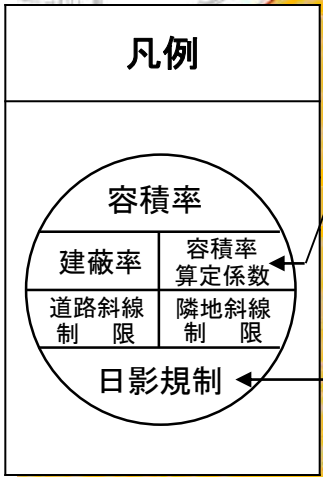 凡例
容積率
建蔽率
容積率
算定係数
道路斜線
制　限
隣地斜線
制　限
日影規制